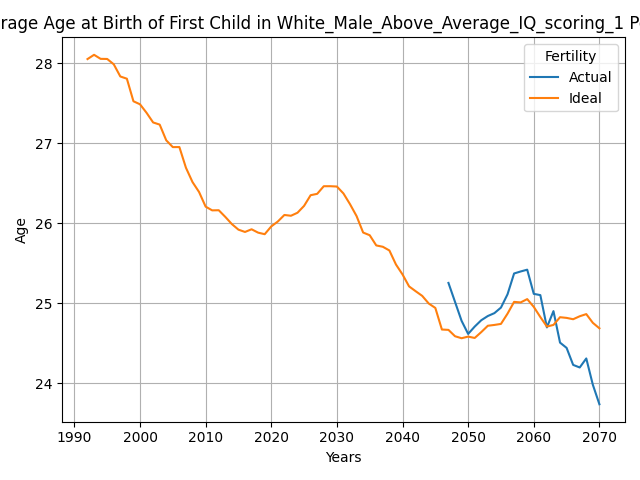 rage Age at Birth of First Child in White_Male_Above_Average_IQ_scoring_1 P
Fertility
Actual
Ideal
28
27
26
25
24
Age
1990 2000 2010 2020 2030 2040 2050 2060 2070
Years